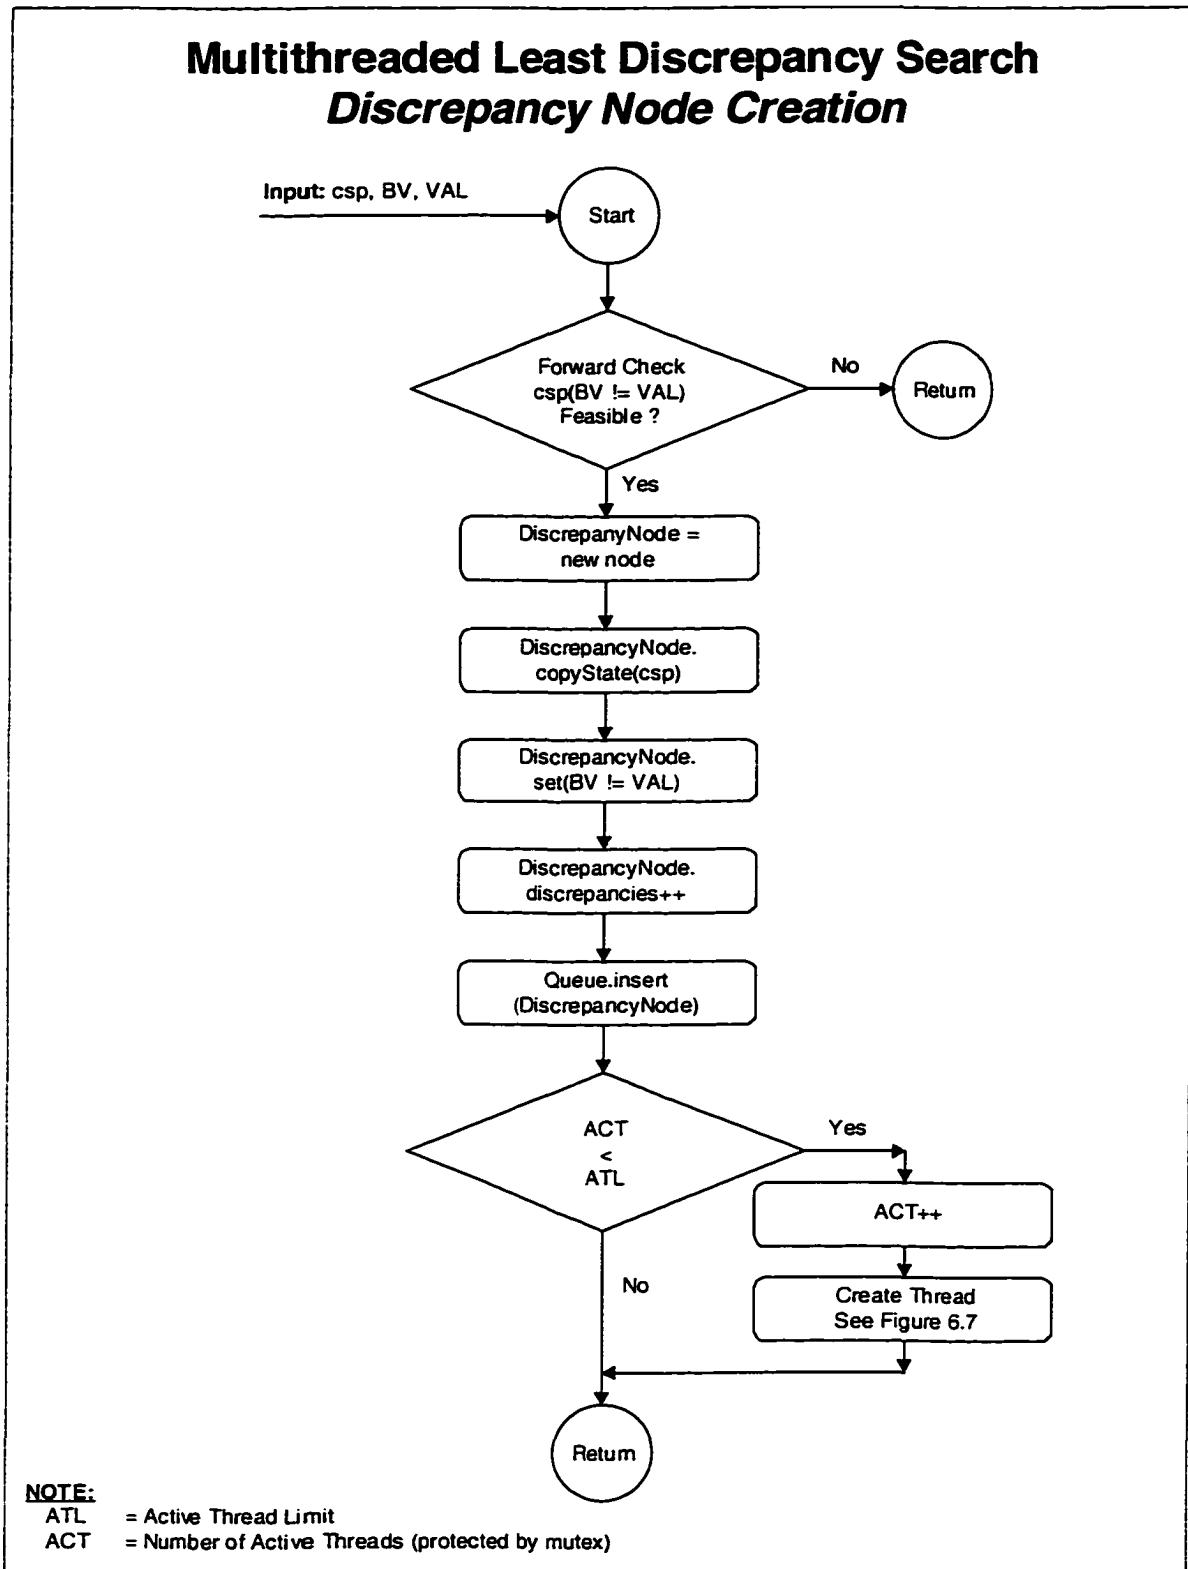 Multithreaded Least Discrepancy Search
Discrepancy Node Creation
Input: csp, BV, VAL
Start
Forward Check
csp(BV != VAL)
Feasible ?
No
Return
Yes
DiscrepanyNode =
new node
DiscrepancyNode.
copyState(csp)
DiscrepancyNode.
set(BV != VAL)
DiscrepancyNode.
discrepancies++
Queue.insert
(DiscrepancyNode)
ACT
<
ATL
Yes
ACT++
No
Create Thread
See Figure 6.7
Return
NOTE:
ATL = Active Thread Limit
ACT = Number of Active Threads (protected by mutex)